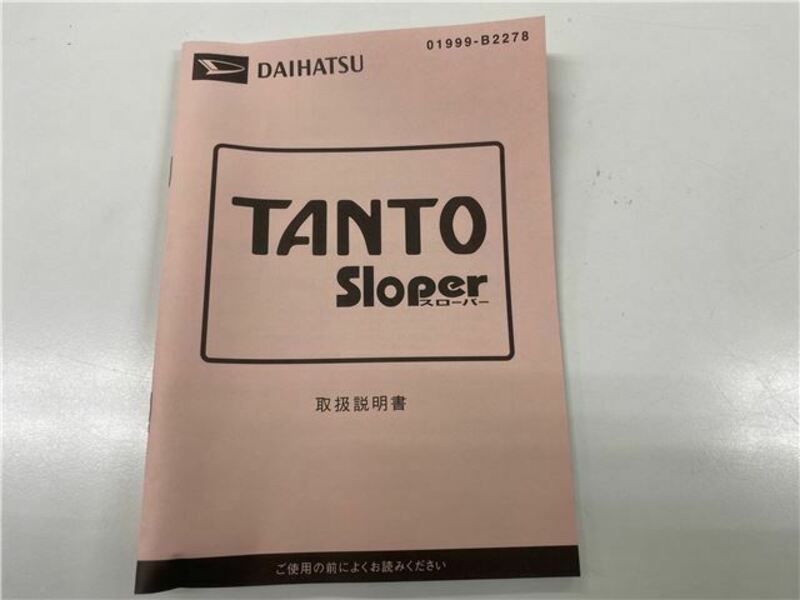 DAIHATSU
01999-B2278
TANTO
Sloper
スローパー
取扱説明書
ご使用の前によくお読みください